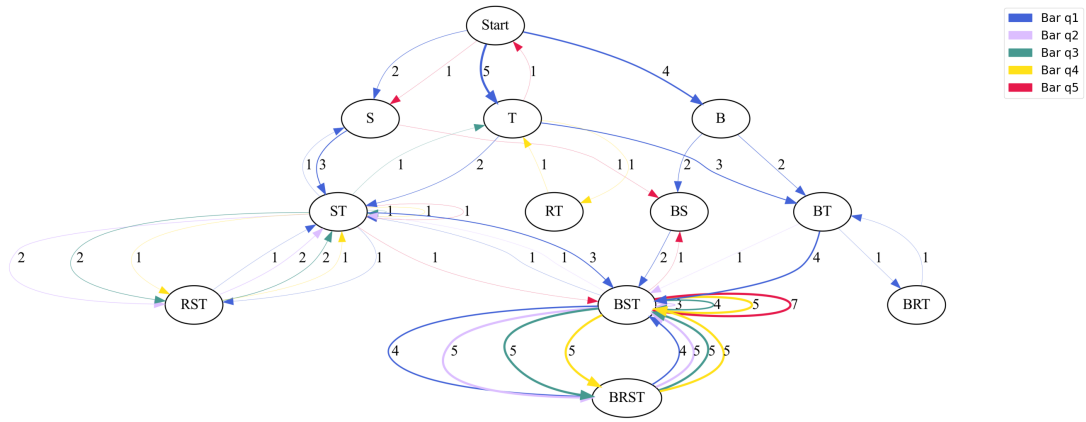 Start
Bar q1
Bar q2
Bar q3
Bar q4
Bar q5
2 1 5 1 4
S T B
1 3 1 2 1 1 3 2 2
ST RT BS BT
1 1 1
2 2 1 1 2 2 1 1 1 3 1 1 2 1 1 4 1 1
RST BST BRT
3 4 5 7
4 5 5 5 4 5 5 5
BRST